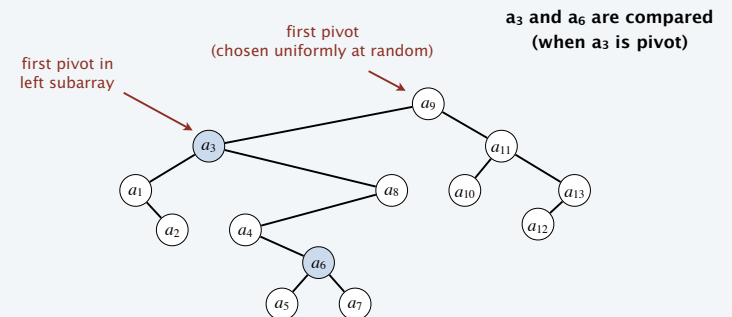 a₃ and a₆ are compared
(when a₃ is pivot)
first pivot
(chosen uniformly at random)
first pivot in
left subarray
a₉
a₃
a₁₁
a₁
a₈
a₁₀
a₁₃
a₂
a₄
a₁₂
a₆
a₅
a₇